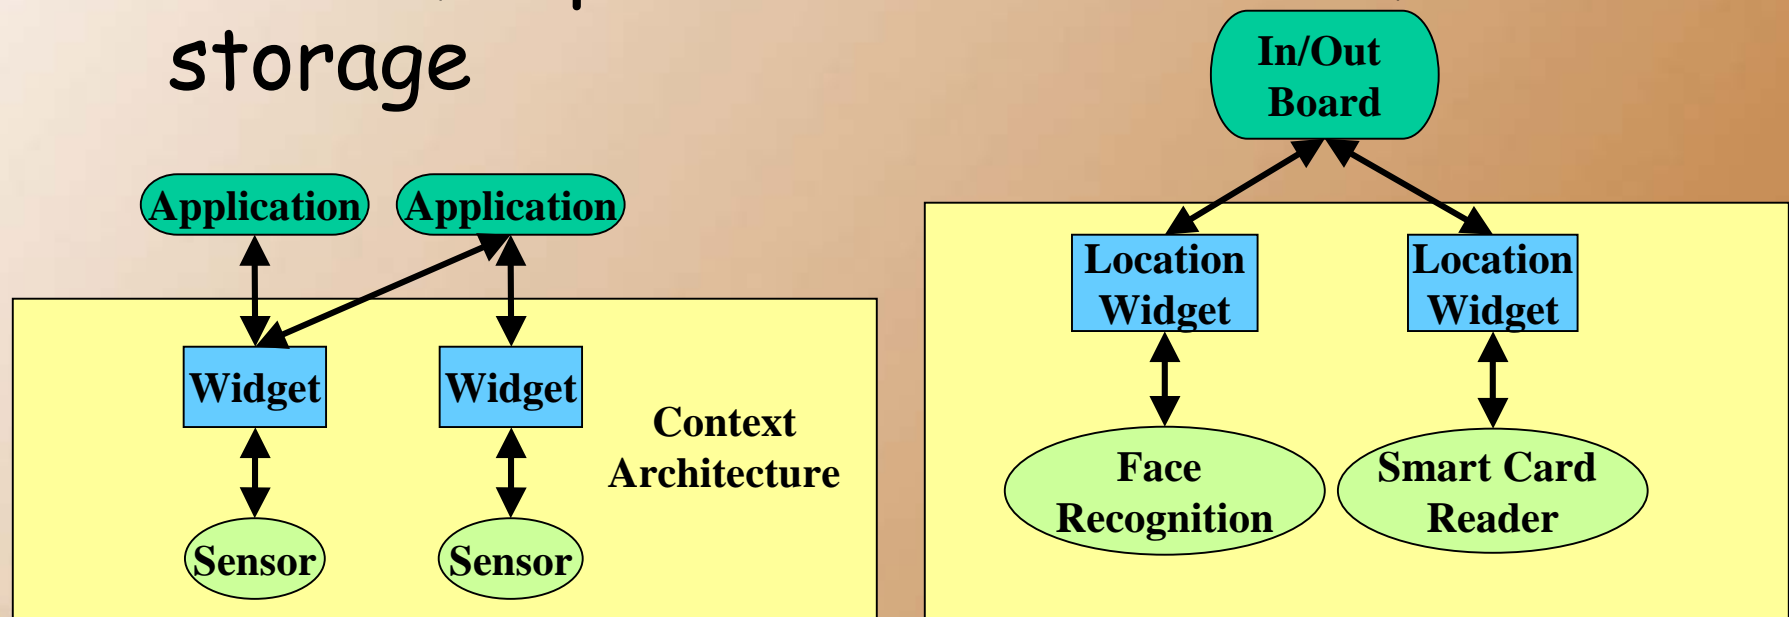 storage
Application
Application
Widget
Widget
Context
Architecture
Sensor
Sensor
In/Out
Board
Location
Widget
Location
Widget
Face
Recognition
Smart Card
Reader